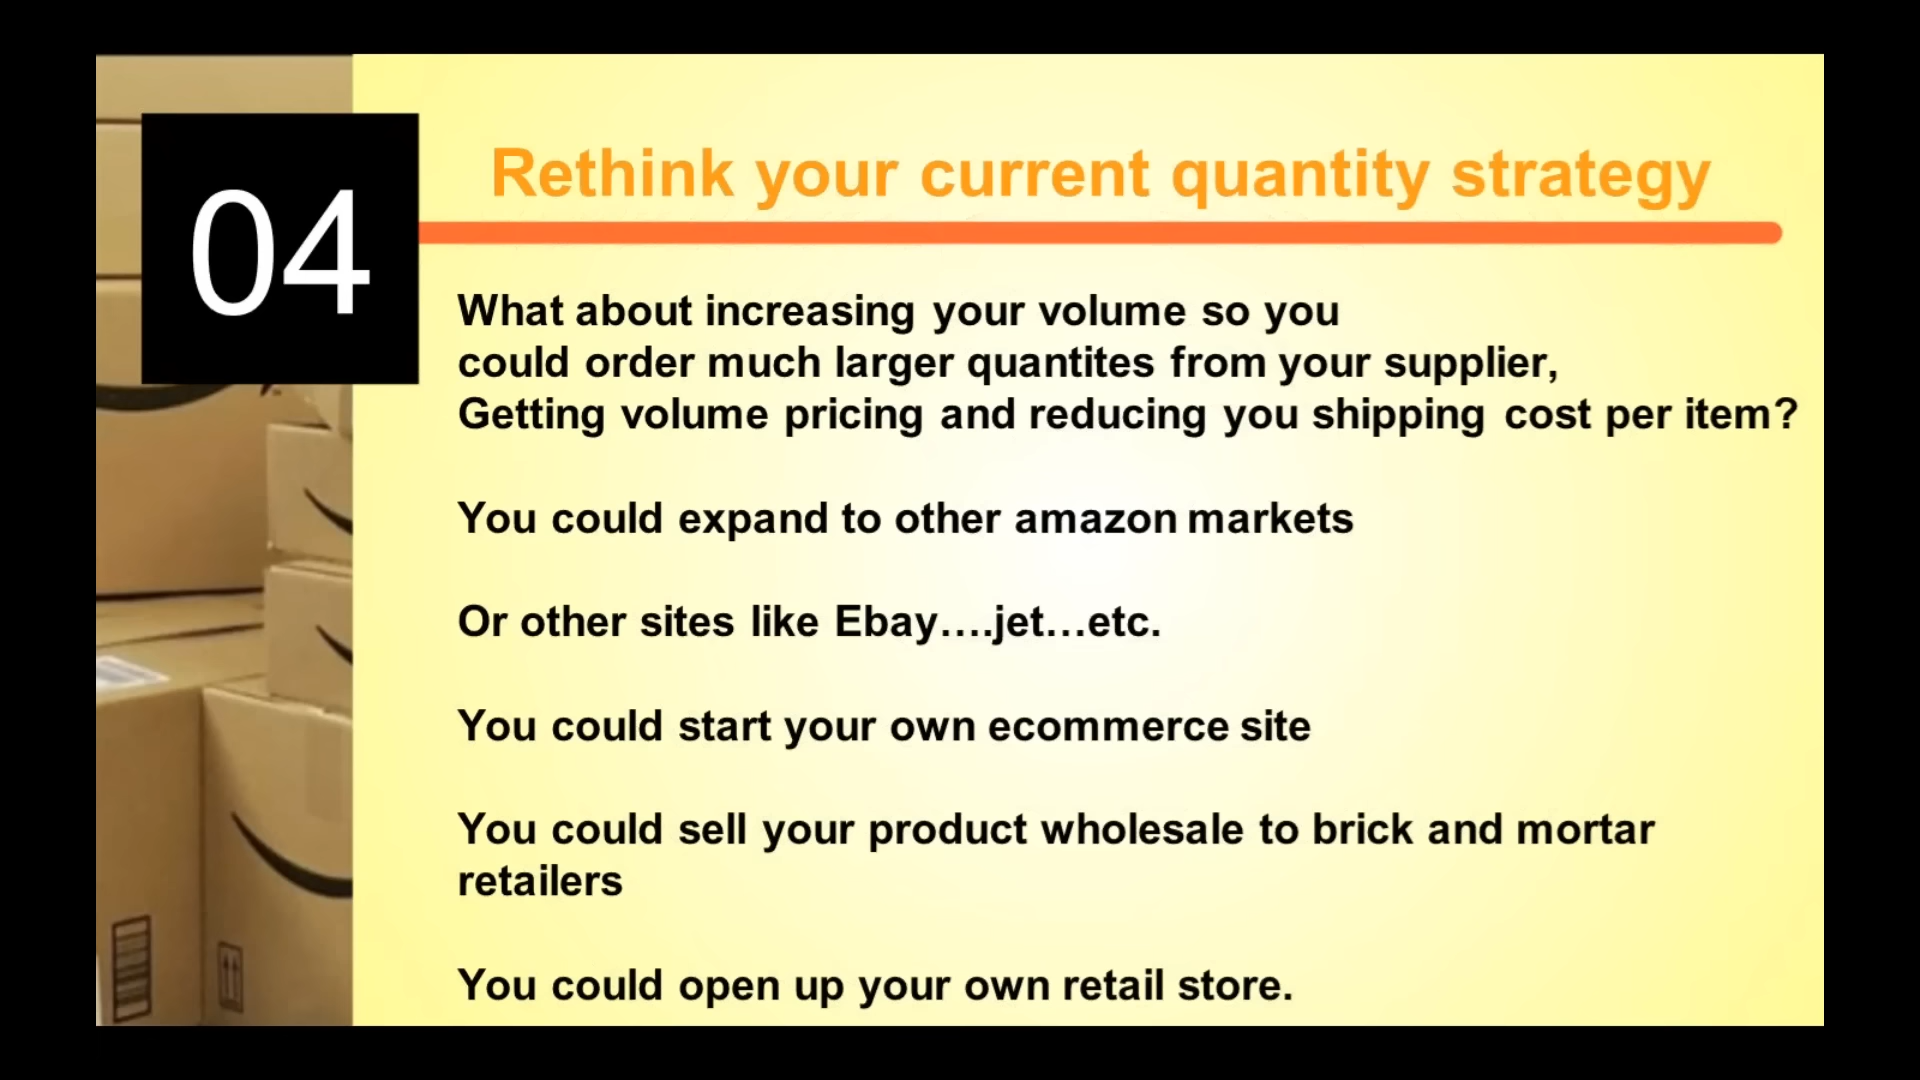 04
Rethink your current quantity strategy
What about increasing your volume so you
could order much larger quantites from your supplier,
Getting volume pricing and reducing you shipping cost per item?
You could expand to other amazon markets
Or other sites like Ebay….jet…etc.
You could start your own ecommerce site
You could sell your product wholesale to brick and mortar
retailers
You could open up your own retail store.